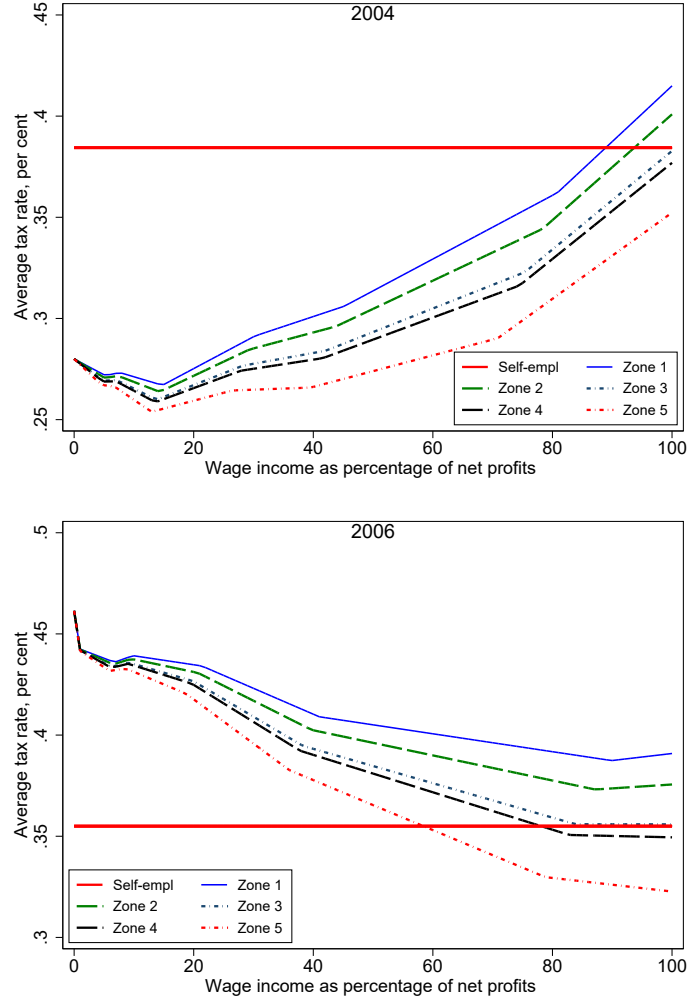 2004
.45
.4
.35
.3
.25
Average tax rate, per cent
Self-empl
Zone 1
Zone 2
Zone 3
Zone 4
Zone 5
0 20 40 60 80 100
Wage income as percentage of net profits
2006
.5
.45
.4
.35
.3
Average tax rate, per cent
Self-empl
Zone 1
Zone 2
Zone 3
Zone 4
Zone 5
0 20 40 60 80 100
Wage income as percentage of net profits